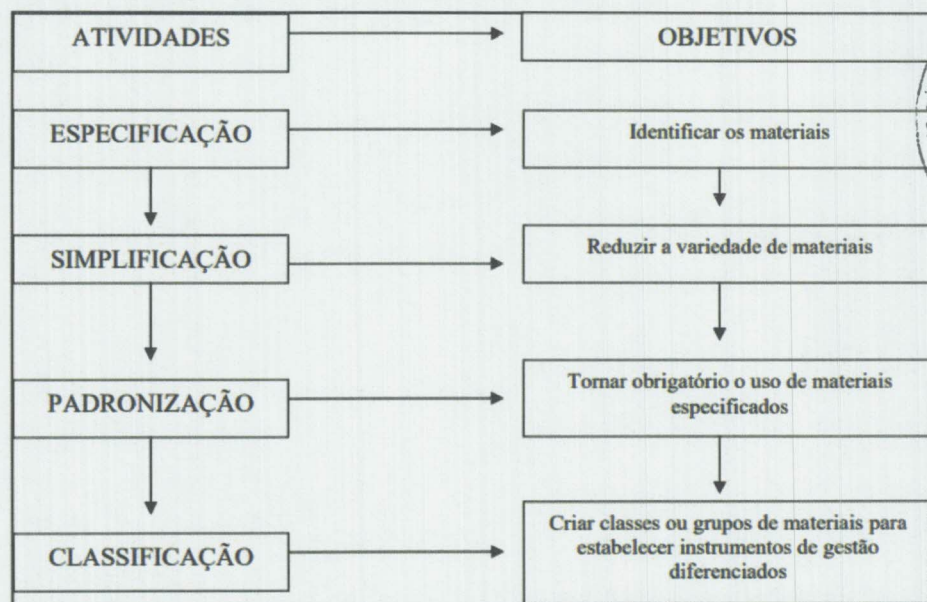 ATIVIDADES
OBJETIVOS
ESPECIFICAÇÃO
Identificar os materiais
SIMPLIFICAÇÃO
Reduzir a variedade de materiais
PADRONIZAÇÃO
Tornar obrigatório o uso de materiais
especificados
CLASSIFICAÇÃO
Criar classes ou grupos de materiais para
estabelecer instrumentos de gestão
diferenciados